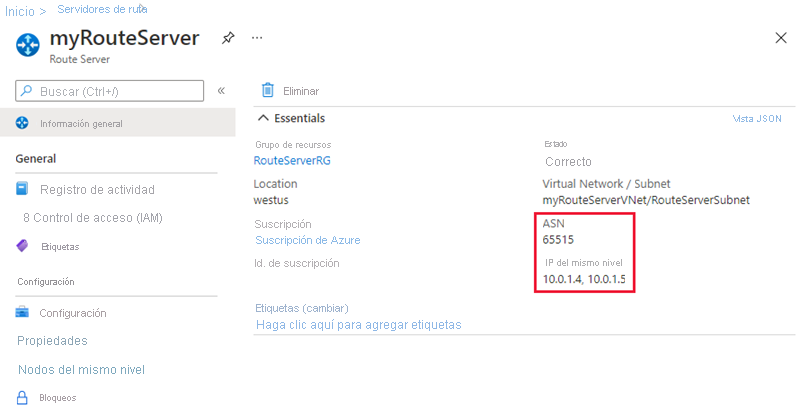 Inicio > Servidores de ruta
myRouteServer
Route Server
Buscar (Ctrl+/)
Información general
General
Registro de actividad
8 Control de acceso (IAM)
Etiquetas
Configuración
Configuración
Propiedades
Nodos del mismo nivel
Bloqueos
Eliminar
Essentials
Vista JSON
Grupo de recursos
RouteServerRG
Location
westus
Suscripción
Suscripción de Azure
Id. de suscripción
Estado
Correcto
Virtual Network / Subnet
myRouteServerVNet/RouteServerSubnet
ASN
65515
IP del mismo nivel
10.0.1.4, 10.0.1.5
Etiquetas (cambiar)
Haga clic aquí para agregar etiquetas